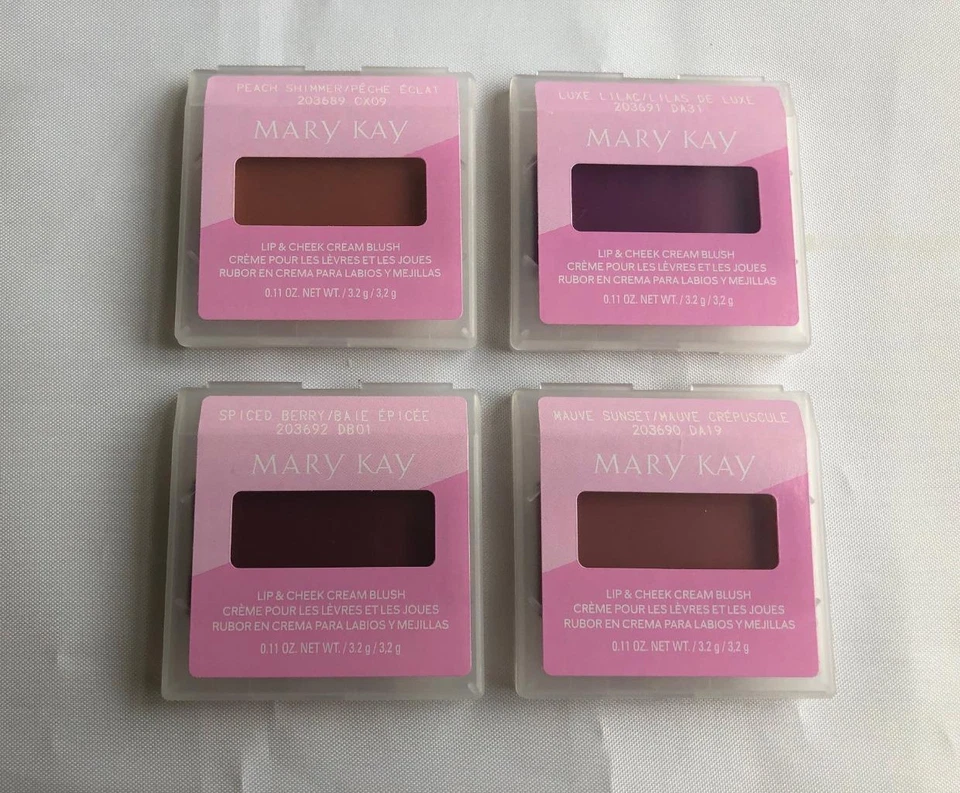 PEACH SHIMMER/PÊCHE ÉCLAT
203689 CX09
MARY KAY
LIP & CHEEK CREAM BLUSH
CRÈME POUR LES LÈVRES ET LES JOUES
RUBOR EN CREMA PARA LABIOS Y MEJILLAS
0.11 OZ. NET WT. / 3.2 g / 3,2 g
LUXE LILAC/LILAS DE LUXE
203691 DA31
MARY KAY
LIP & CHEEK CREAM BLUSH
CRÈME POUR LES LÈVRES ET LES JOUES
RUBOR EN CREMA PARA LABIOS Y MEJILLAS
0.11 OZ. NET WT. / 3.2 g / 3,2 g
SPICED BERRY/BAIE ÉPICÉE
203692 DB01
MARY KAY
LIP & CHEEK CREAM BLUSH
CRÈME POUR LES LÈVRES ET LES JOUES
RUBOR EN CREMA PARA LABIOS Y MEJILLAS
0.11 OZ. NET WT. / 3.2 g / 3,2 g
MAUVE SUNSET/MAUVE CRÉPUSCULE
203690 DA19
MARY KAY
LIP & CHEEK CREAM BLUSH
CRÈME POUR LES LÈVRES ET LES JOUES
RUBOR EN CREMA PARA LABIOS Y MEJILLAS
0.11 OZ. NET WT. / 3.2 g / 3,2 g